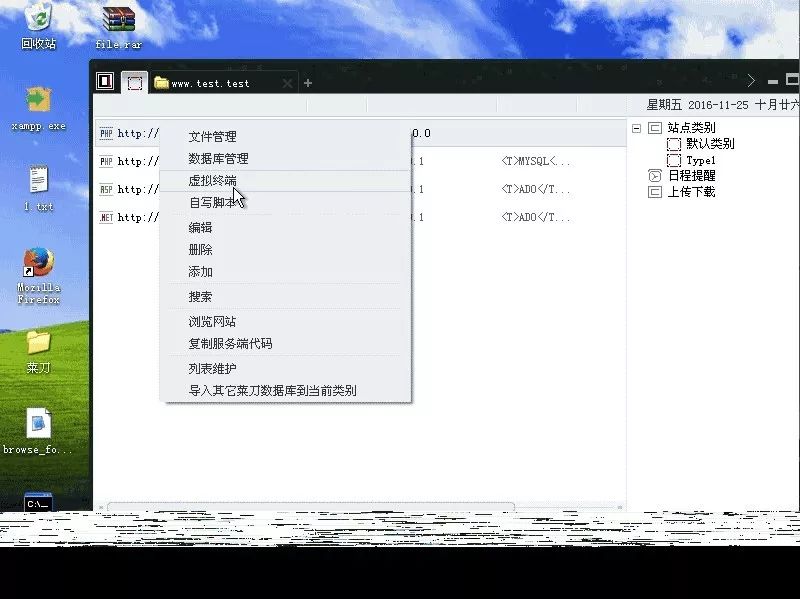 回收站
file.rar
xampp.exe
1.txt
Mozilla
Firefox
菜刀
browse_fo...
C:\_
www.test.test
星期五 2016-11-25 十月廿六
PHP http:// 0.0
PHP http:// .1 <T>MYSQL<...
ASP http:// .1 <T>ADO</T...
.NET http:// .1 <T>ADO</T...
文件管理
数据库管理
虚拟终端
自写脚本
编辑
删除
添加
搜索
浏览网站
复制服务端代码
列表维护
导入其它菜刀数据库到当前类别
站点类别
默认类别
Type1
日程提醒
上传下载